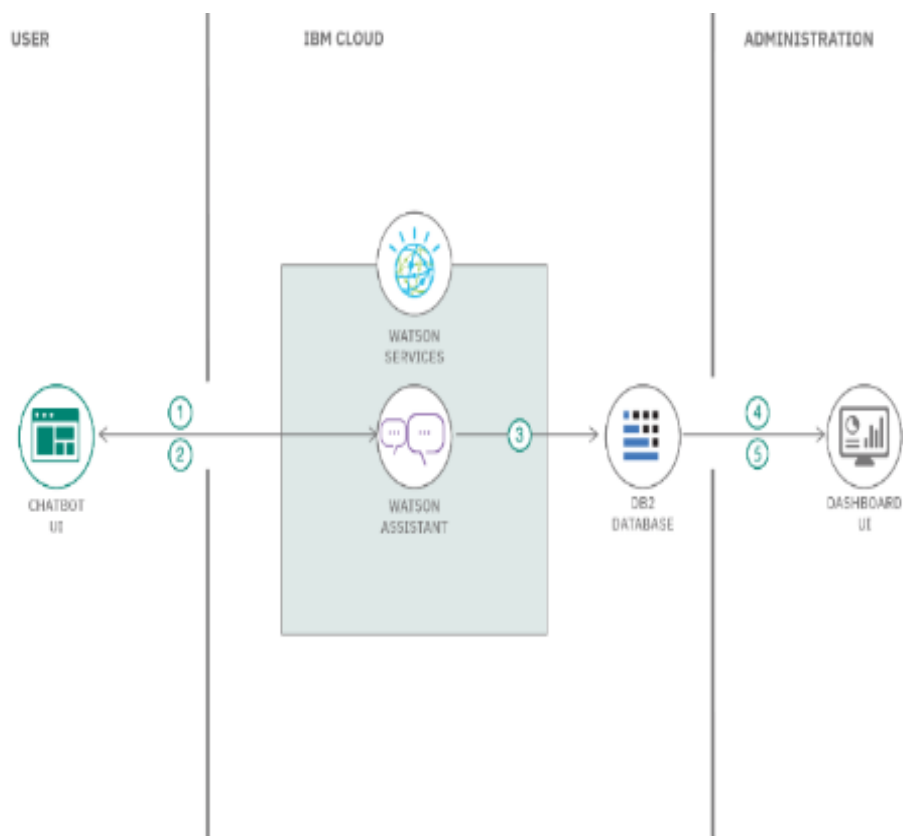 USER
IBM CLOUD
ADMINISTRATION
WATSON
SERVICES
1
2
3
4
5
CHATBOT
UI
WATSON
ASSISTANT
DB2
DATABASE
DASHBOARD
UI